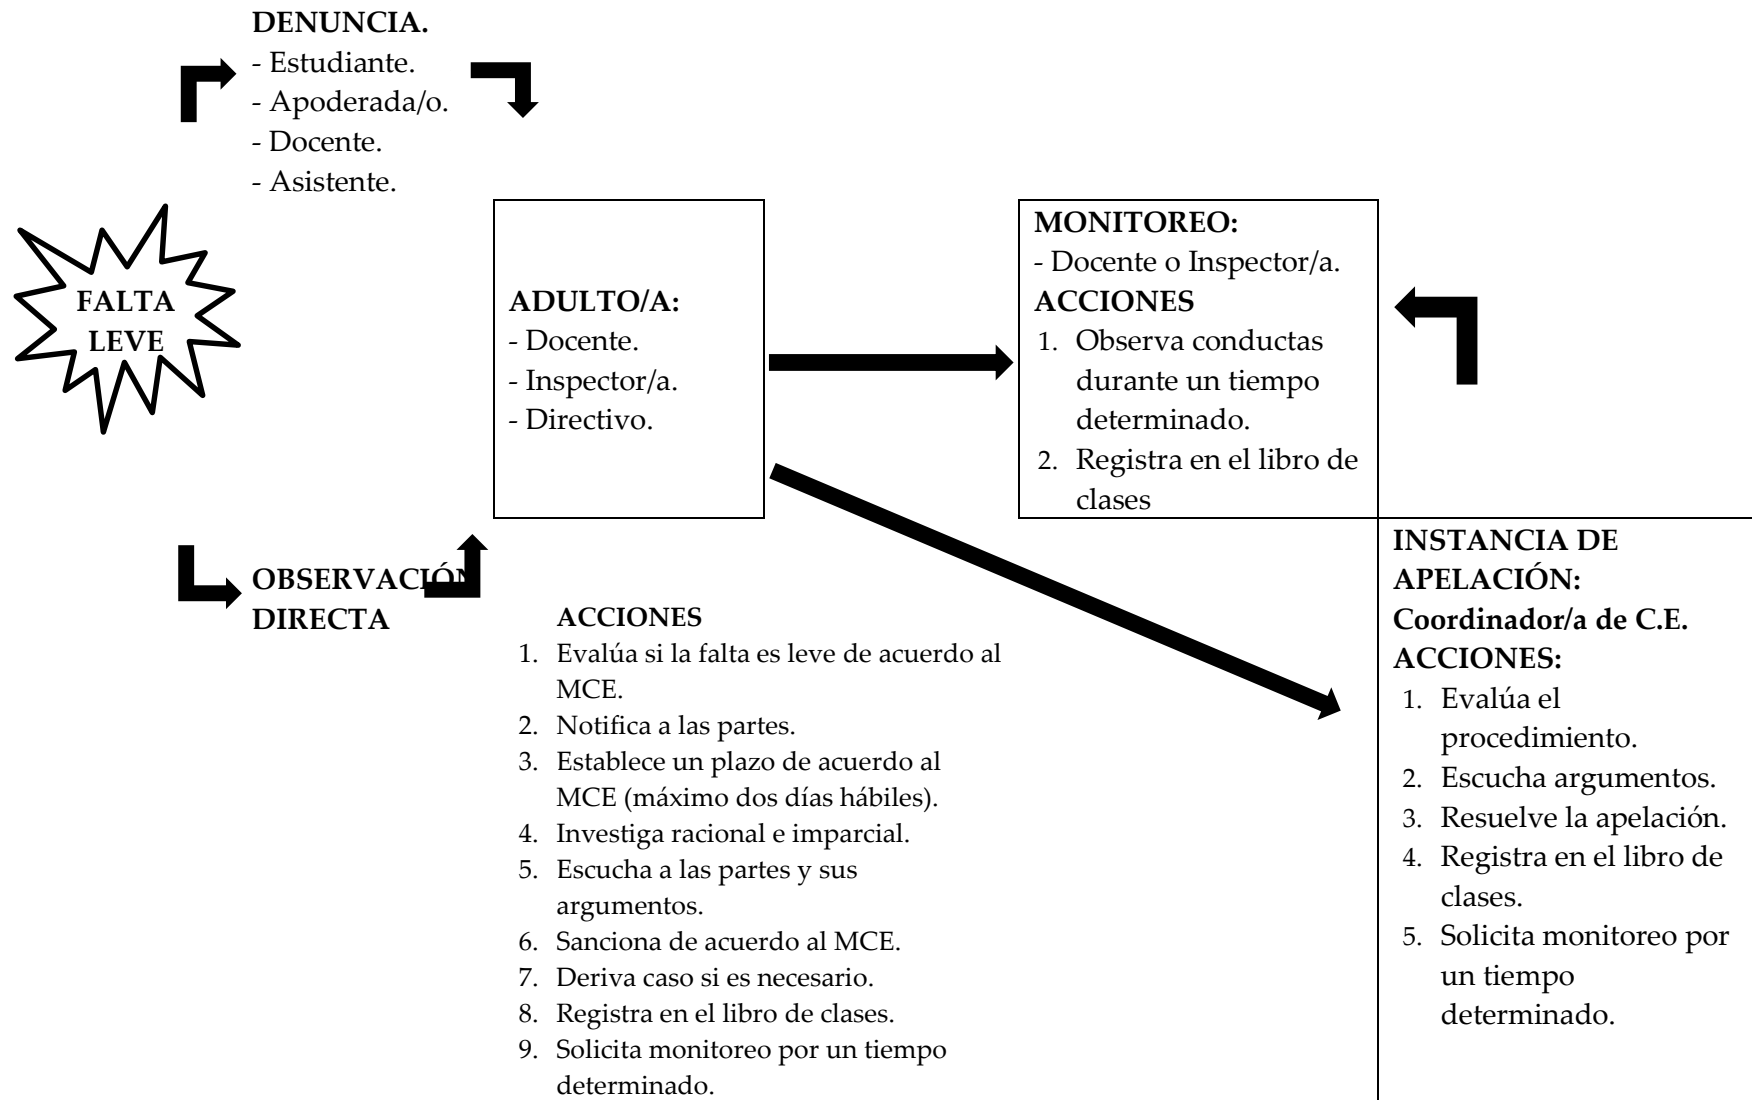 DENUNCIA.
- Estudiante.
- Apoderada/o.
- Docente.
- Asistente.
FALTA
LEVE
OBSERVACIÓN
DIRECTA
ADULTO/A:
- Docente.
- Inspector/a.
- Directivo.
ACCIONES
1. Evalúa si la falta es leve de acuerdo al
MCE.
2. Notifica a las partes.
3. Establece un plazo de acuerdo al
MCE (máximo dos días hábiles).
4. Investiga racional e imparcial.
5. Escucha a las partes y sus
argumentos.
6. Sanciona de acuerdo al MCE.
7. Deriva caso si es necesario.
8. Registra en el libro de clases.
9. Solicita monitoreo por un tiempo
determinado.
MONITOREO:
- Docente o Inspector/a.
ACCIONES
1. Observa conductas
durante un tiempo
determinado.
2. Registra en el libro de
clases
INSTANCIA DE
APELACIÓN:
Coordinador/a de C.E.
ACCIONES:
1. Evalúa el
procedimiento.
2. Escucha argumentos.
3. Resuelve la apelación.
4. Registra en el libro de
clases.
5. Solicita monitoreo por
un tiempo
determinado.